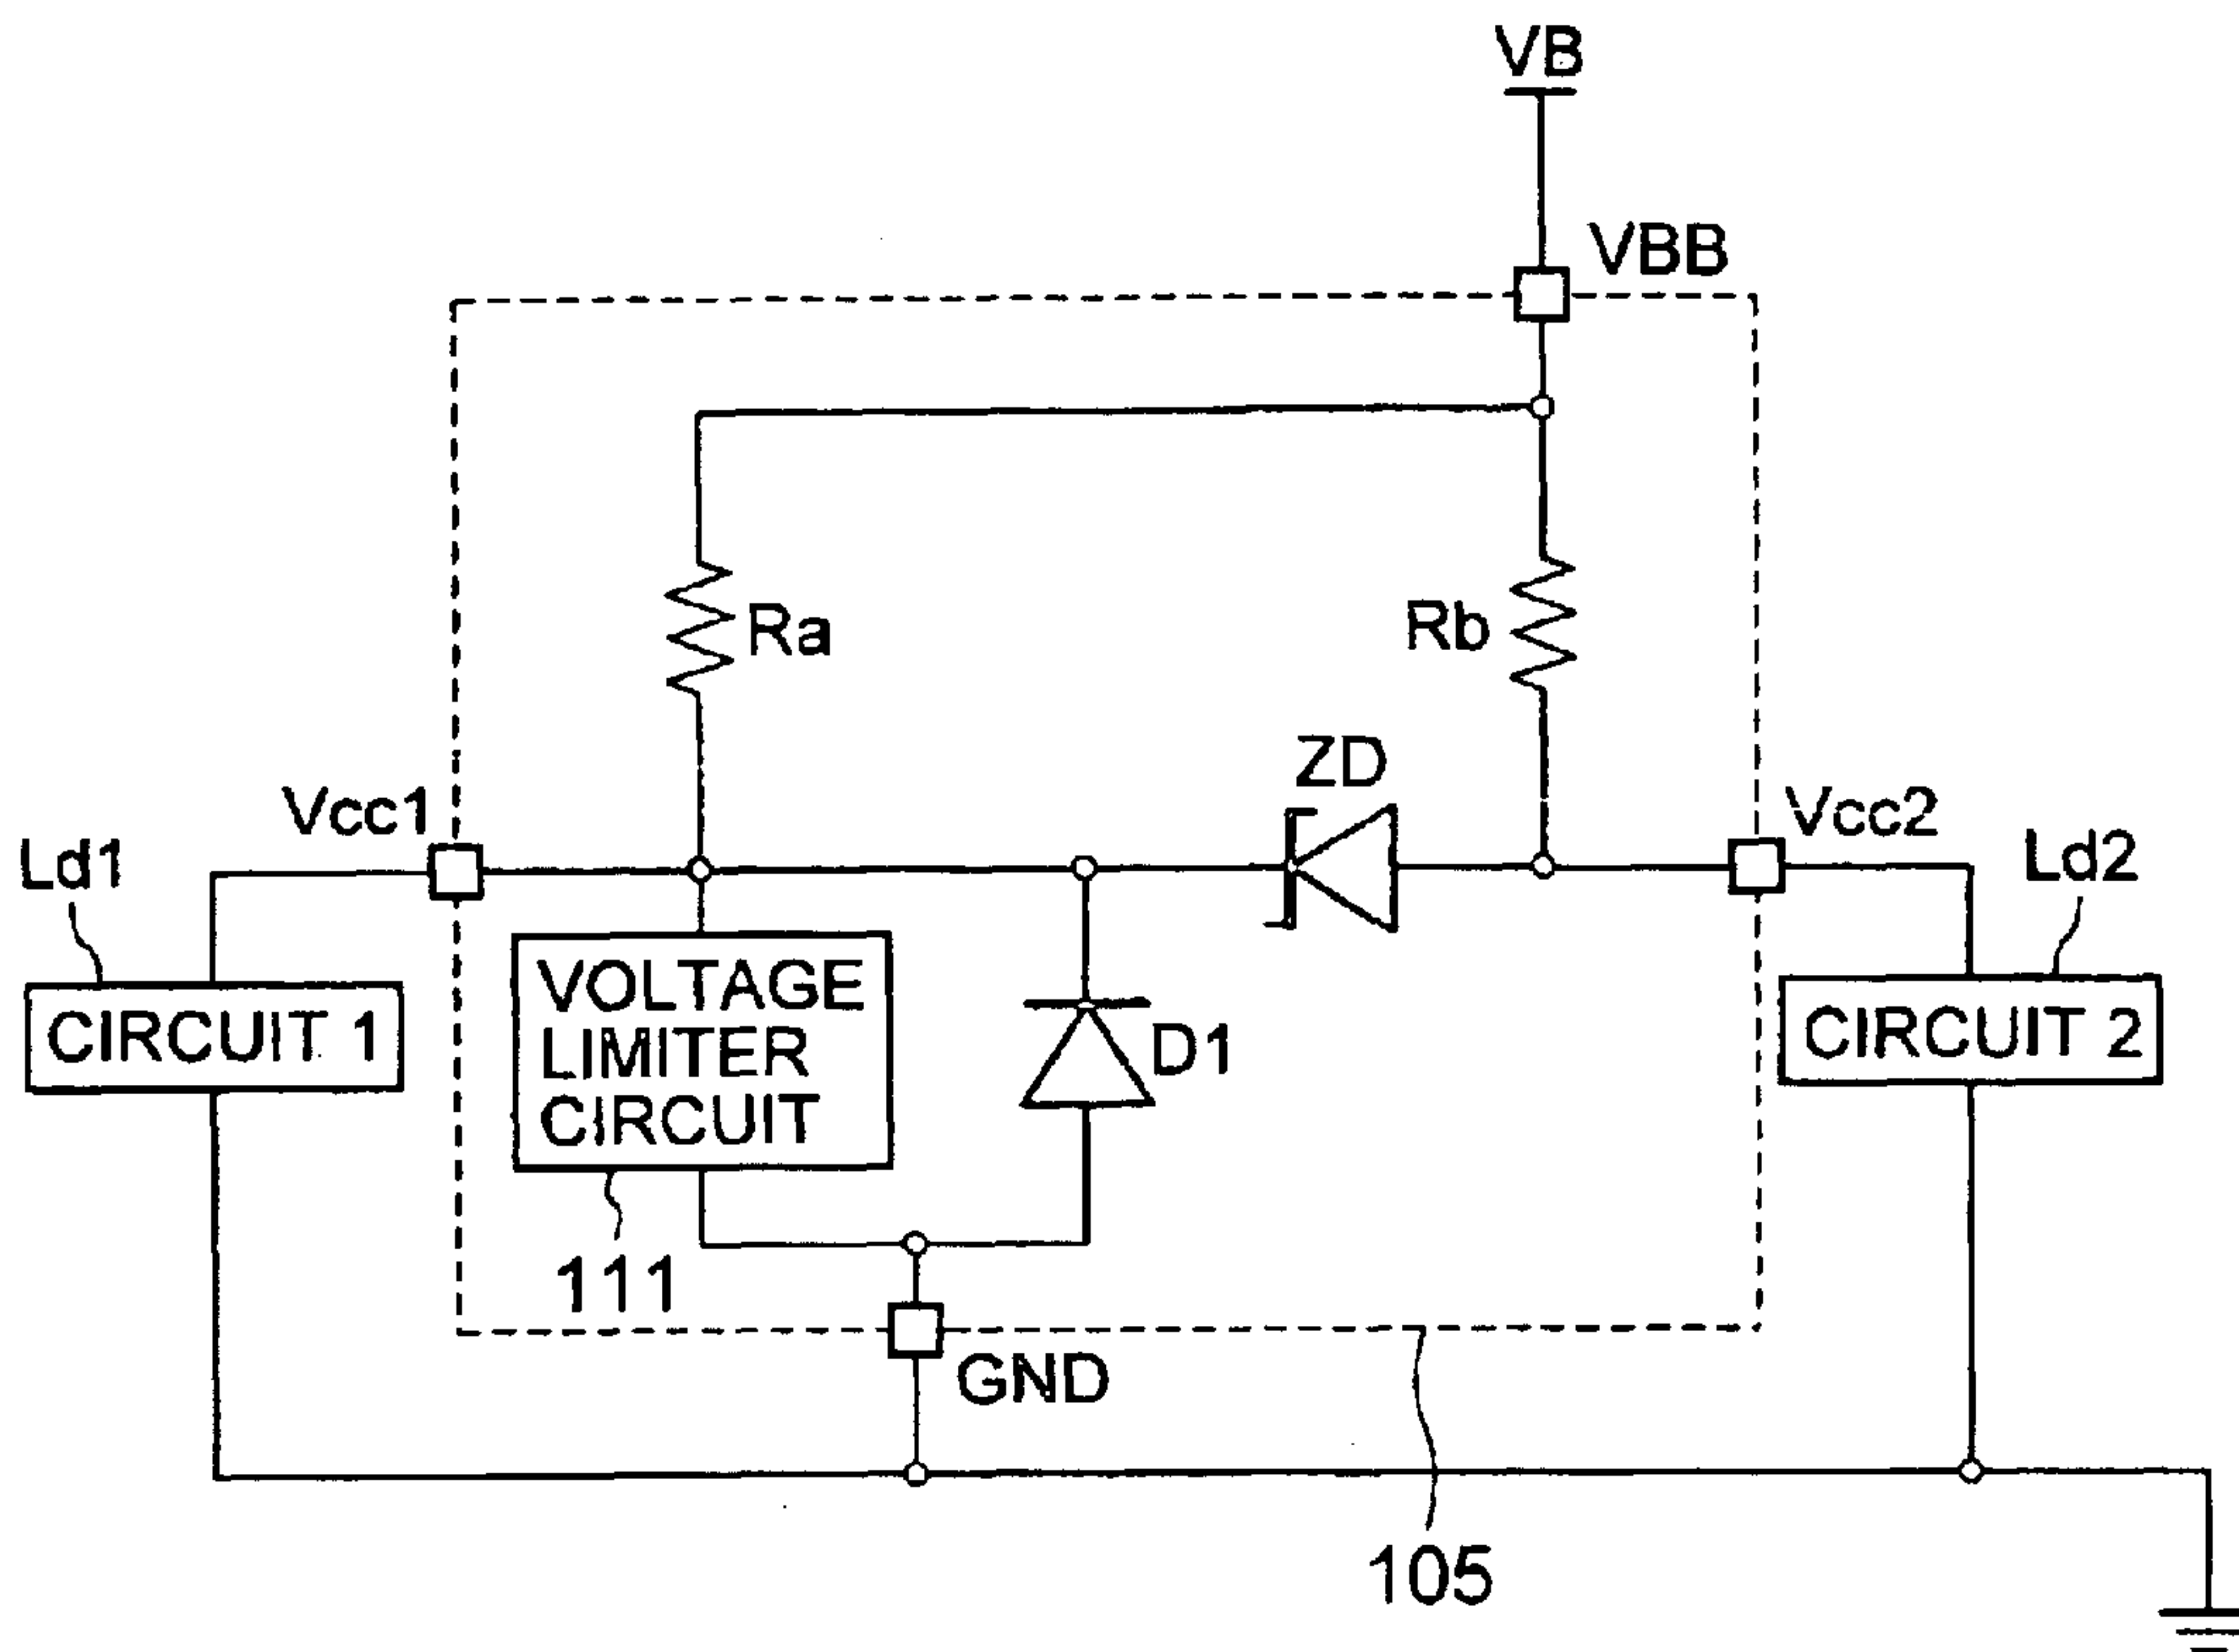 VB
VBB
Ra
Rb
ZD
Vcc1
Vcc2
Ld1
Ld2
CIRCUIT 1
VOLTAGE
LIMITER
CIRCUIT
D1
CIRCUIT 2
111
GND
105